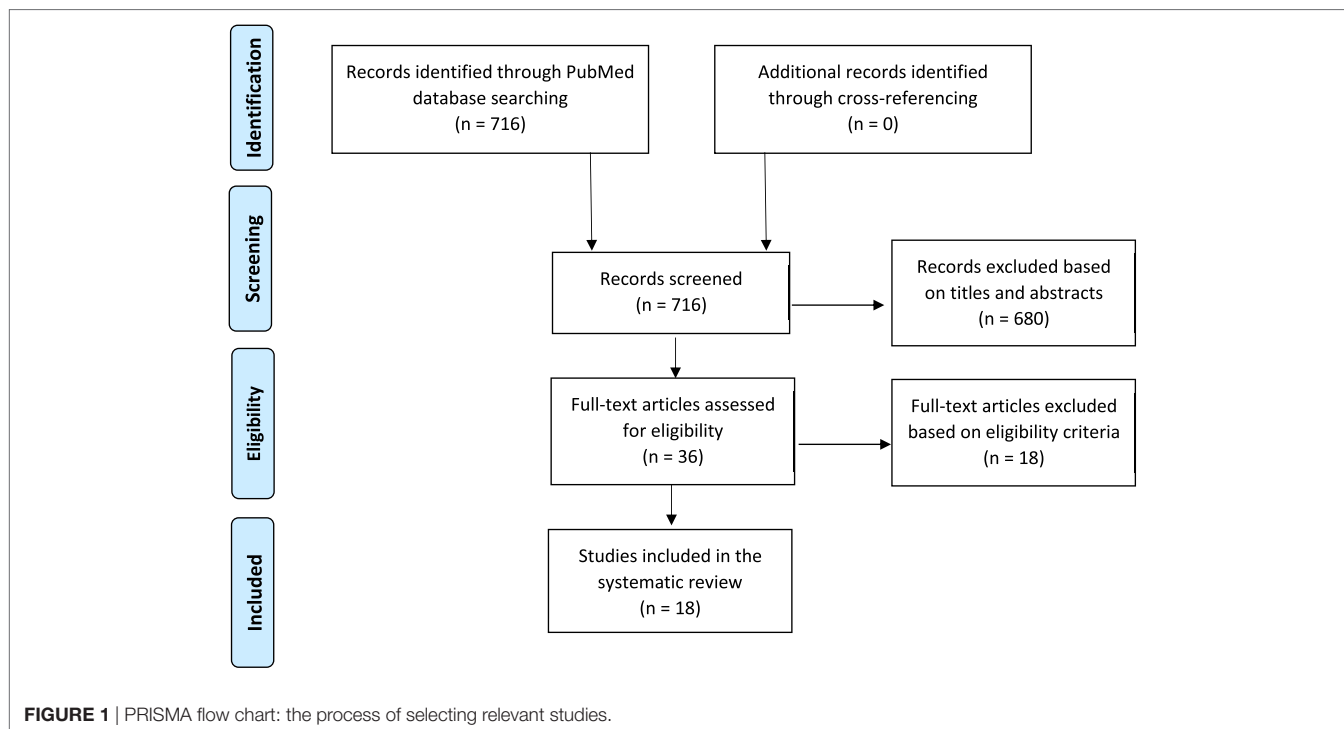 Identification
Records identified through PubMed
database searching
(n = 716)
Additional records identified
through cross-referencing
(n = 0)
Screening
Records screened
(n = 716)
Records excluded based
on titles and abstracts
(n = 680)
Eligibility
Full-text articles assessed
for eligibility
(n = 36)
Full-text articles excluded
based on eligibility criteria
(n = 18)
Included
Studies included in the
systematic review
(n = 18)
FIGURE 1 | PRISMA flow chart: the process of selecting relevant studies.